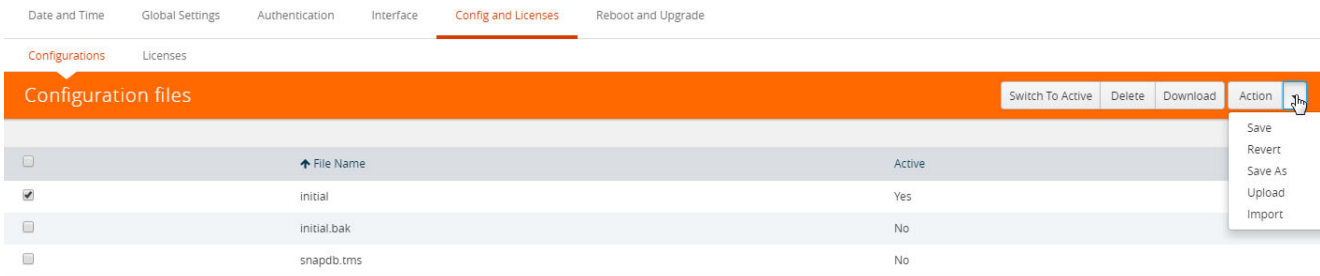 Date and Time Global Settings Authentication Interface Config and Licenses Reboot and Upgrade
Configurations Licenses
Configuration files Switch To Active Delete Download Action
Save
Revert
Save As
Upload
Import
File Name Active
initial Yes
initial.bak No
snapdb.tms No